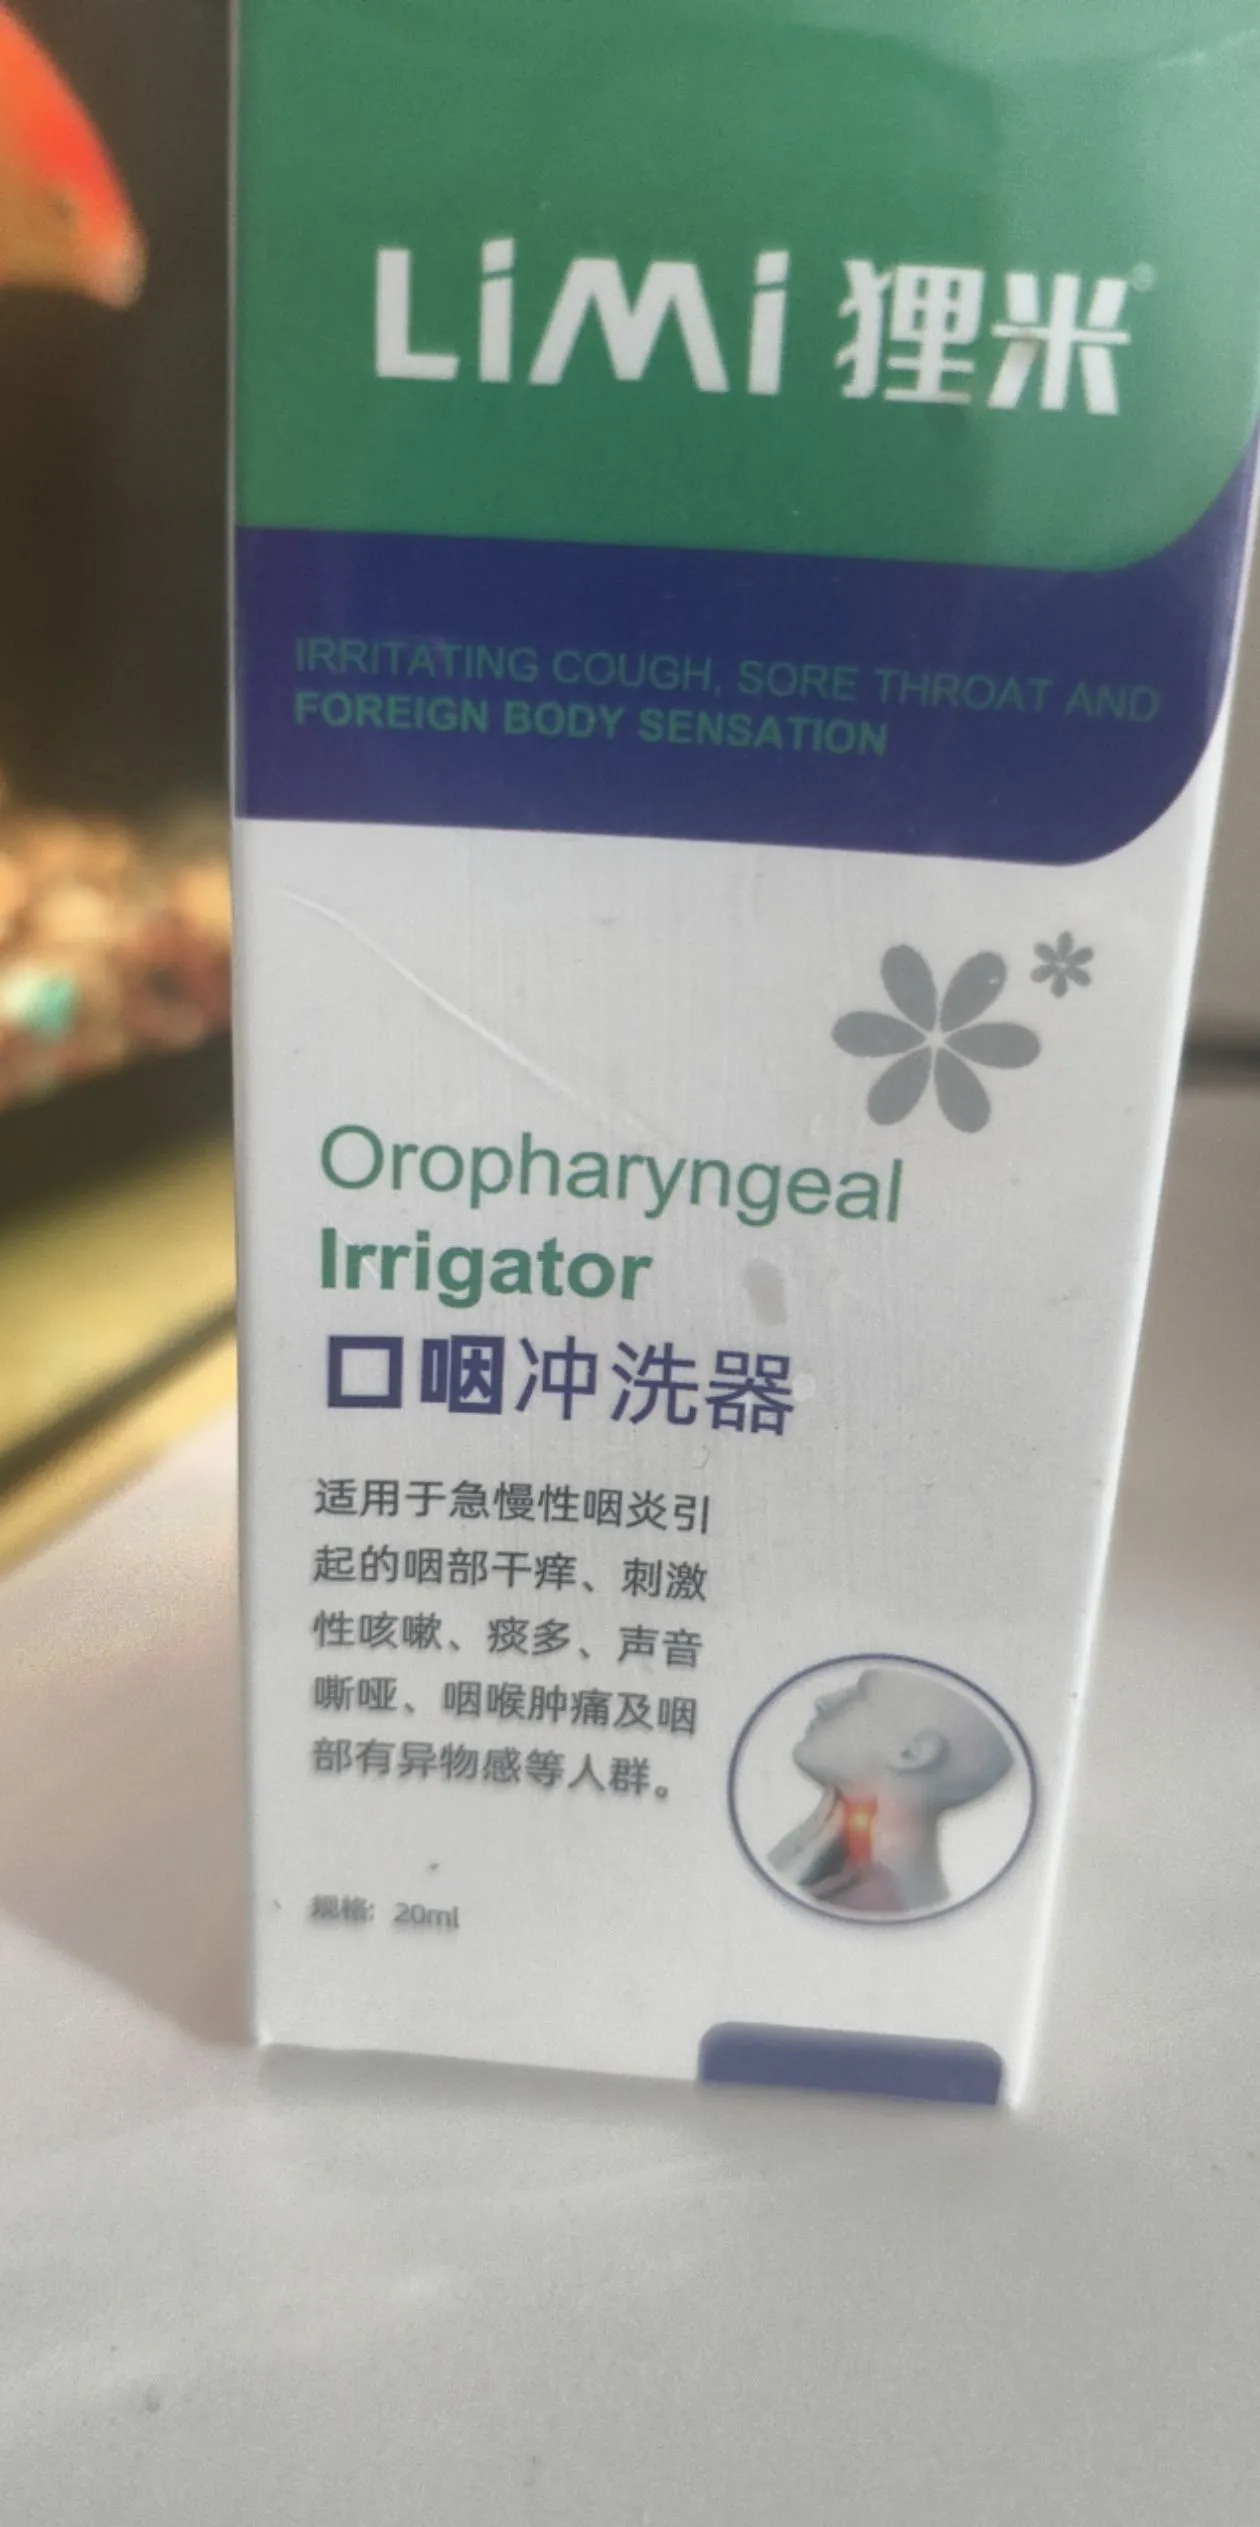 LiMi 狸米
IRRITATING COUGH, SORE THROAT AND
FOREIGN BODY SENSATION
Oropharyngeal
Irrigator
口咽冲洗器
适用于急慢性咽炎引
起的咽部干痒、刺激
性咳嗽、痰多、声音
嘶哑、咽喉肿痛及咽
部有异物感等人群。
规格: 20ml